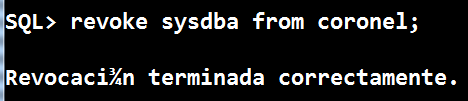 SQL> revoke sysdba from coronel;
Revocaci¾n terminada correctamente.